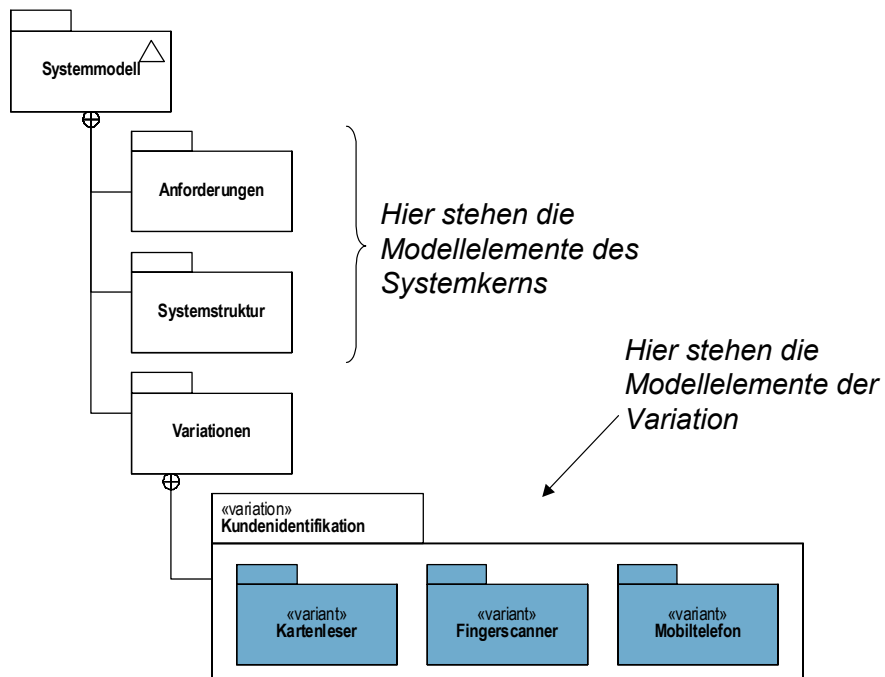 Systemmodell
Anforderungen
Hier stehen die
Modellelemente des
Systemkerns
Systemstruktur
Hier stehen die
Modellelemente der
Variation
Variationen
«variation»
Kundenidentifikation
«variant»
Kartenleser
«variant»
Fingerscanner
«variant»
Mobiltelefon